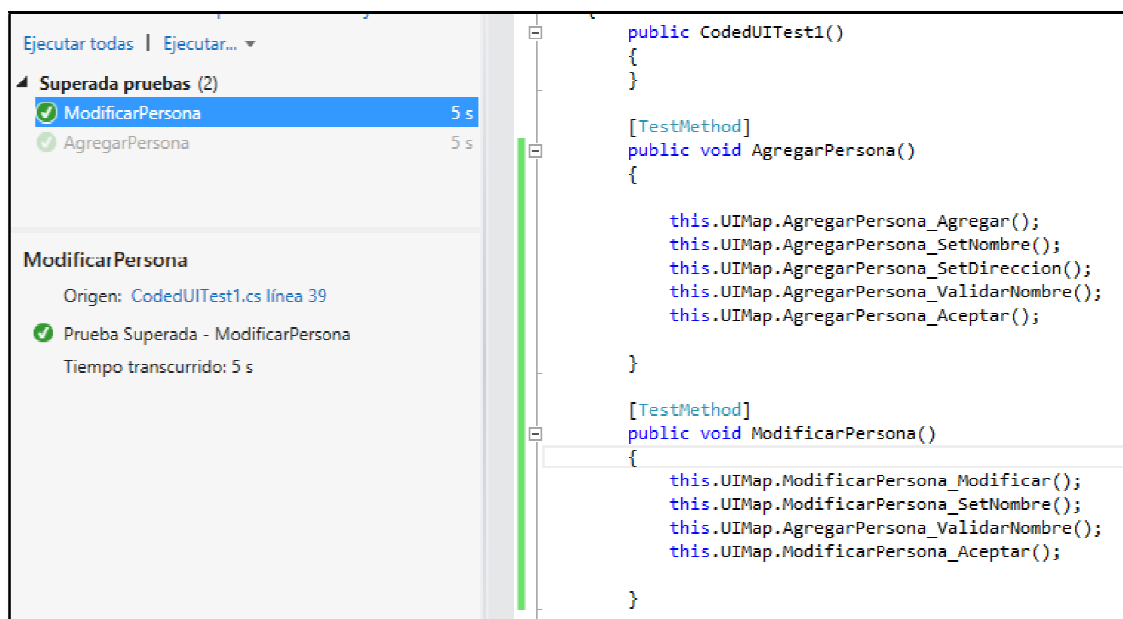 Ejecutar todas | Ejecutar...
Superada pruebas (2)
ModificarPersona 5 s
AgregarPersona 5 s
ModificarPersona
Origen: CodedUITest1.cs línea 39
Prueba Superada - ModificarPersona
Tiempo transcurrido: 5 s
public CodedUITest1()
{
}
[TestMethod]
public void AgregarPersona()
{
this.UIMap.AgregarPersona_Agregar();
this.UIMap.AgregarPersona_SetNombre();
this.UIMap.AgregarPersona_SetDireccion();
this.UIMap.AgregarPersona_ValidarNombre();
this.UIMap.AgregarPersona_Aceptar();
}
[TestMethod]
public void ModificarPersona()
{
this.UIMap.ModificarPersona_Modificar();
this.UIMap.ModificarPersona_SetNombre();
this.UIMap.AgregarPersona_ValidarNombre();
this.UIMap.ModificarPersona_Aceptar();
}